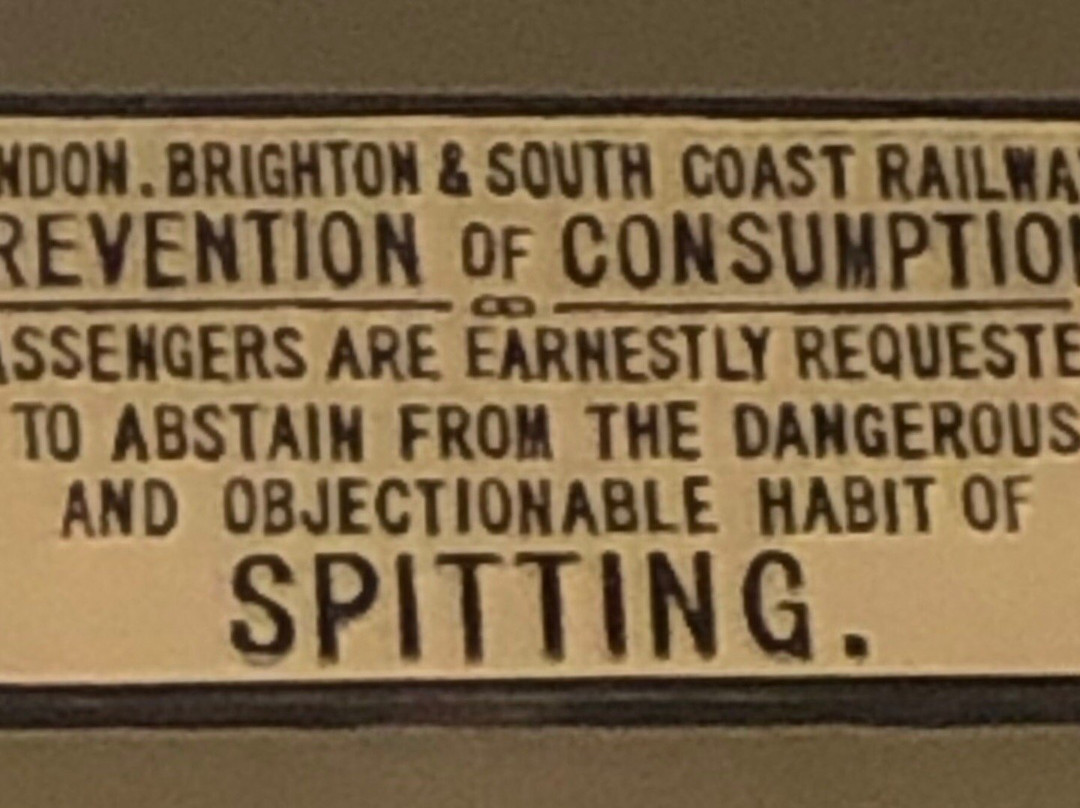 NDON. BRIGHTON & SOUTH COAST RAILWA
REVENTION OF CONSUMPTION
ASSENGERS ARE EARNESTLY REQUESTE
TO ABSTAIN FROM THE DANGEROUS
AND OBJECTIONABLE HABIT OF
SPITTING.